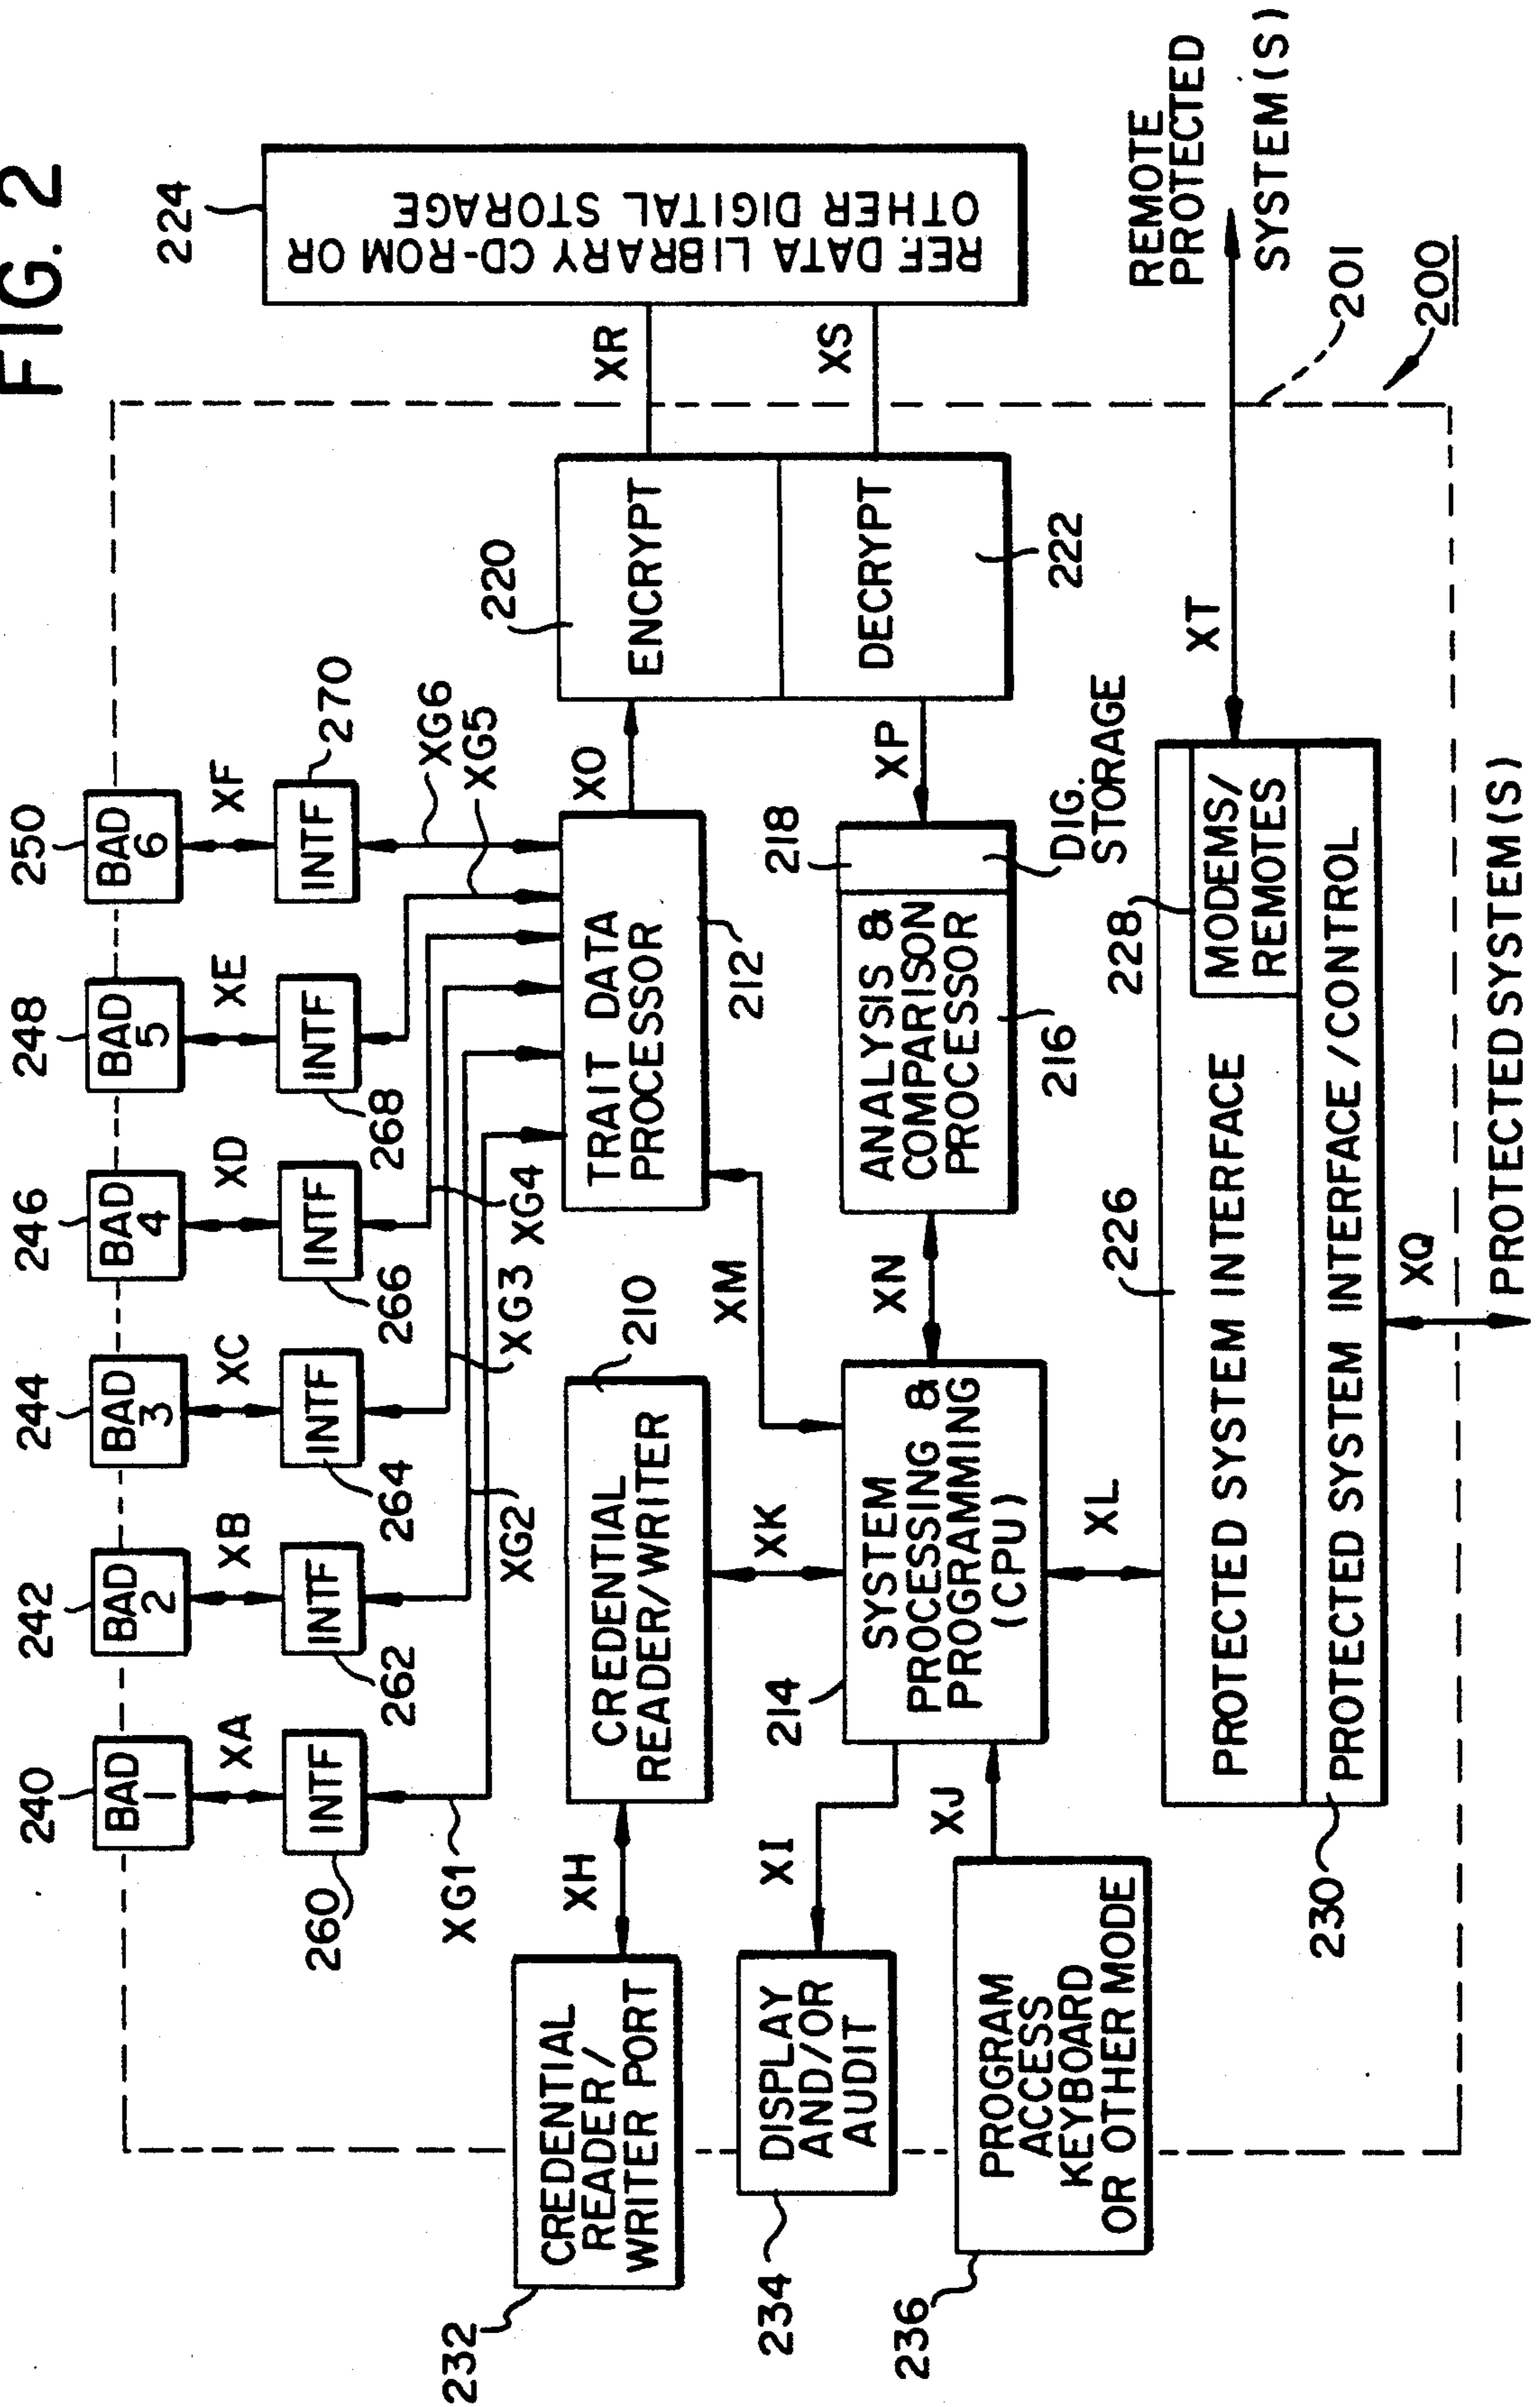 FIG. 2
240
242
244
246
248
250
BAD
1
BAD
2
BAD
3
BAD
4
BAD
5
BAD
6
XA
XB
XC
XD
XE
XF
INTF
INTF
INTF
INTF
INTF
INTF
260
262
264
266
268
270
XG1
XG2
XG3
XG4
XG5
XG6
224
REF. DATA LIBRARY CD-ROM OR
OTHER DIGITAL STORAGE
232
CREDENTIAL
READER/
WRITER PORT
XH
CREDENTIAL
READER/WRITER
210
TRAIT DATA
PROCESSOR
212
XO
220
ENCRYPT
DECRYPT
222
XR
XS
XK
XM
XP
234
DISPLAY
AND/OR
AUDIT
XI
214
SYSTEM
PROCESSING &
PROGRAMMING
(CPU)
XN
ANALYSIS &
COMPARISON
PROCESSOR
216
218
DIG.
STORAGE
236
PROGRAM
ACCESS
KEYBOARD
OR OTHER MODE
XJ
XL
226
228
PROTECTED SYSTEM INTERFACE
MODEMS/
REMOTES
XT
REMOTE
PROTECTED
SYSTEM(S)
230
PROTECTED SYSTEM INTERFACE/CONTROL
201
200
XQ
PROTECTED SYSTEM(S)